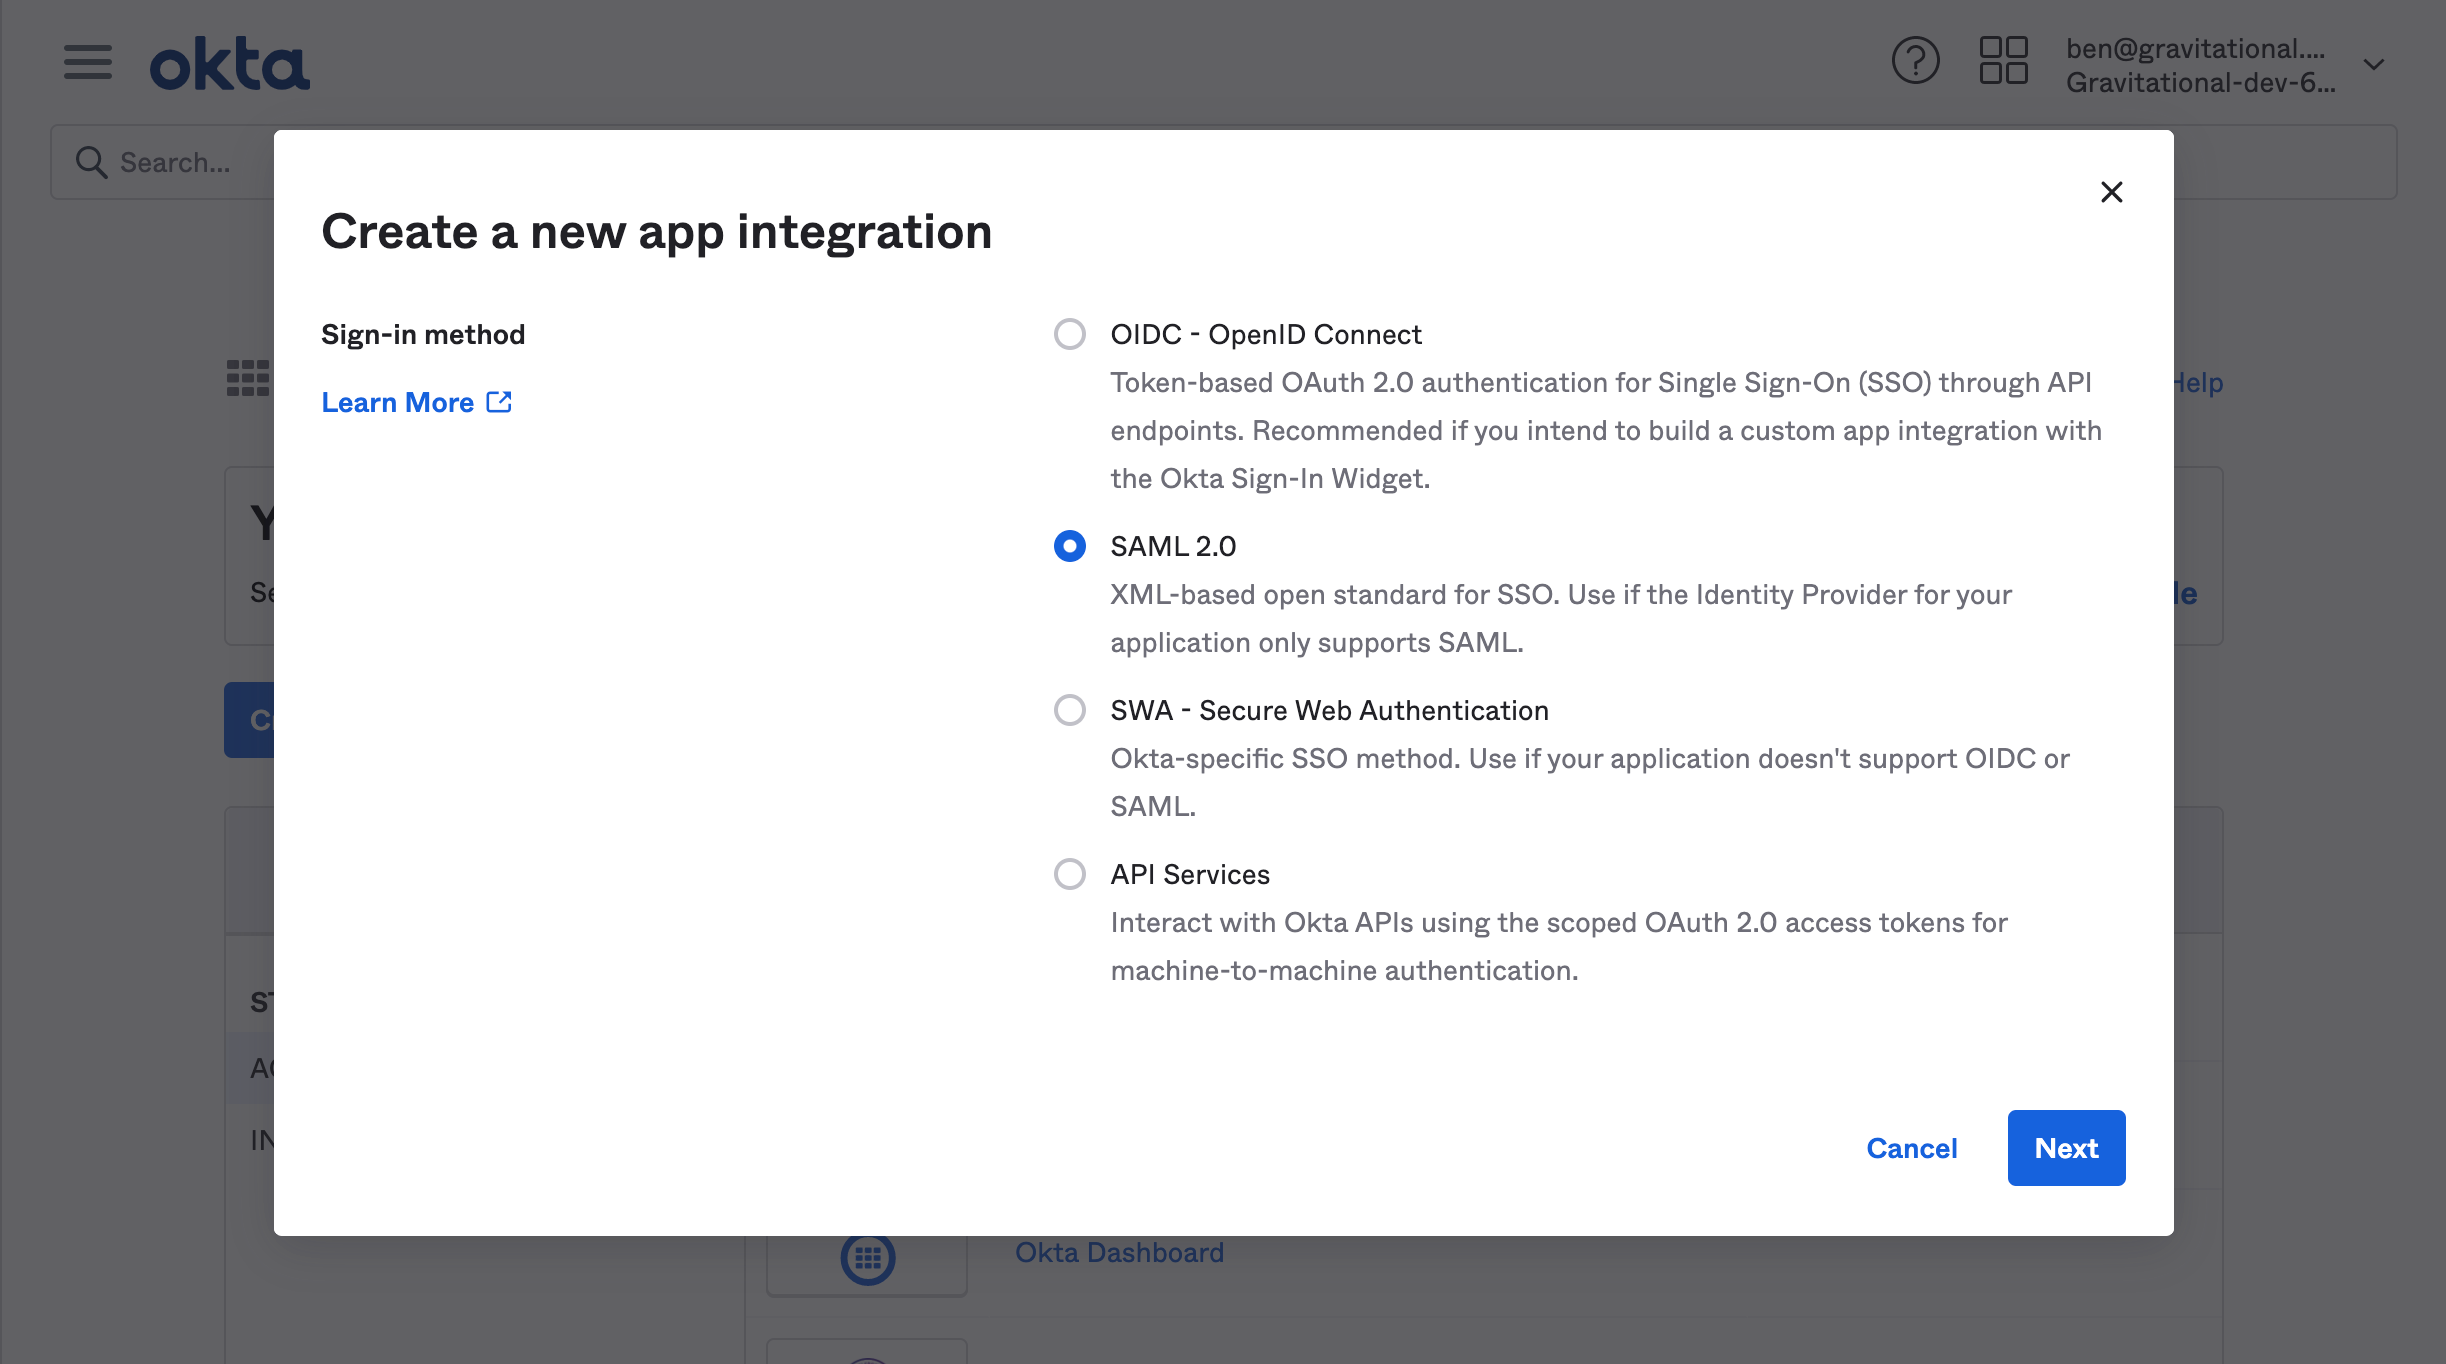 okta
ben@gravitational....
Gravitational-dev-6...
Search...
Create a new app integration
Sign-in method
Learn More
OIDC - OpenID Connect
Token-based OAuth 2.0 authentication for Single Sign-On (SSO) through API
endpoints. Recommended if you intend to build a custom app integration with
the Okta Sign-In Widget.
SAML 2.0
XML-based open standard for SSO. Use if the Identity Provider for your
application only supports SAML.
SWA - Secure Web Authentication
Okta-specific SSO method. Use if your application doesn't support OIDC or
SAML.
API Services
Interact with Okta APIs using the scoped OAuth 2.0 access tokens for
machine-to-machine authentication.
Cancel
Next
Help
Okta Dashboard